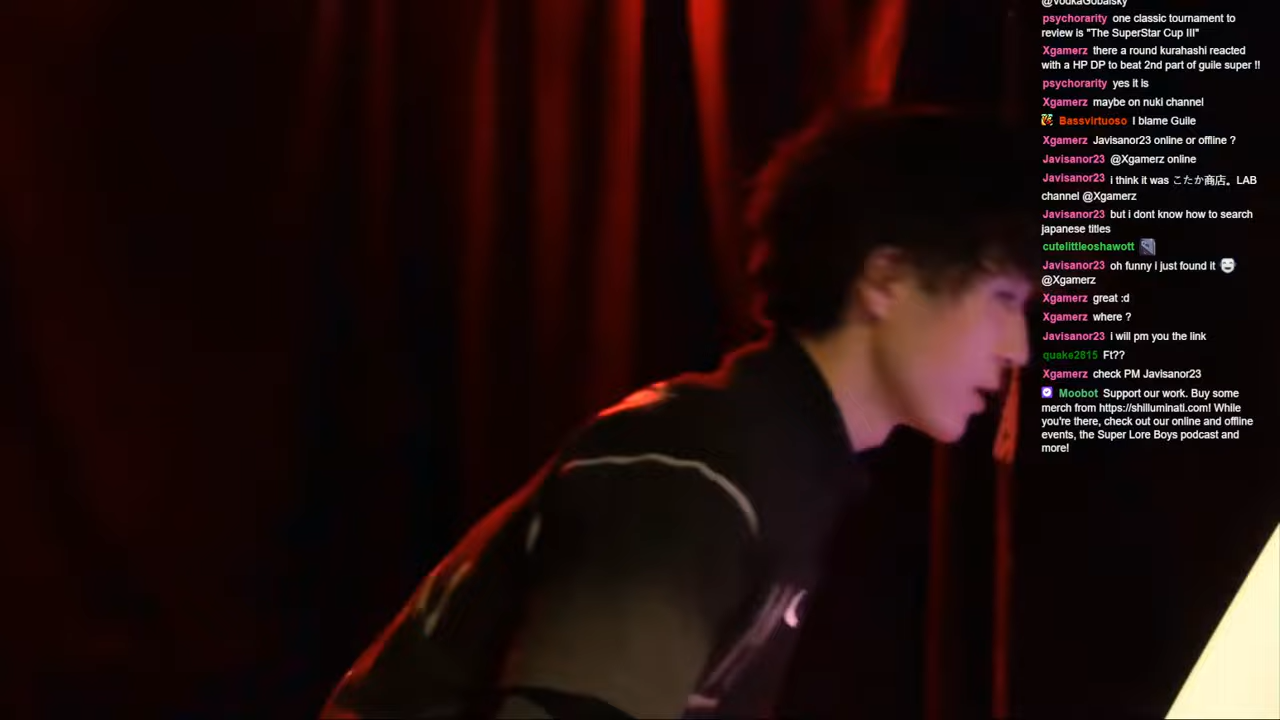 @VodkaGobalsky
psychorarity one classic tournament to
review is "The SuperStar Cup III"
Xgamerz there a round kurahashi reacted
with a HP DP to beat 2nd part of guile super !!
psychorarity yes it is
Xgamerz maybe on nuki channel
Bassvirtuoso I blame Guile
Xgamerz Javisanor23 online or offline ?
Javisanor23 @Xgamerz online
Javisanor23 i think it was こたか商店。LAB
channel @Xgamerz
Javisanor23 but i dont know how to search
japanese titles
cutelittleoshawott
Javisanor23 oh funny i just found it
@Xgamerz
Xgamerz great :d
Xgamerz where ?
Javisanor23 i will pm you the link
quake2815 Ft??
Xgamerz check PM Javisanor23
Moobot Support our work. Buy some
merch from https://shilluminati.com! While
you're there, check out our online and offline
events, the Super Lore Boys podcast and
more!